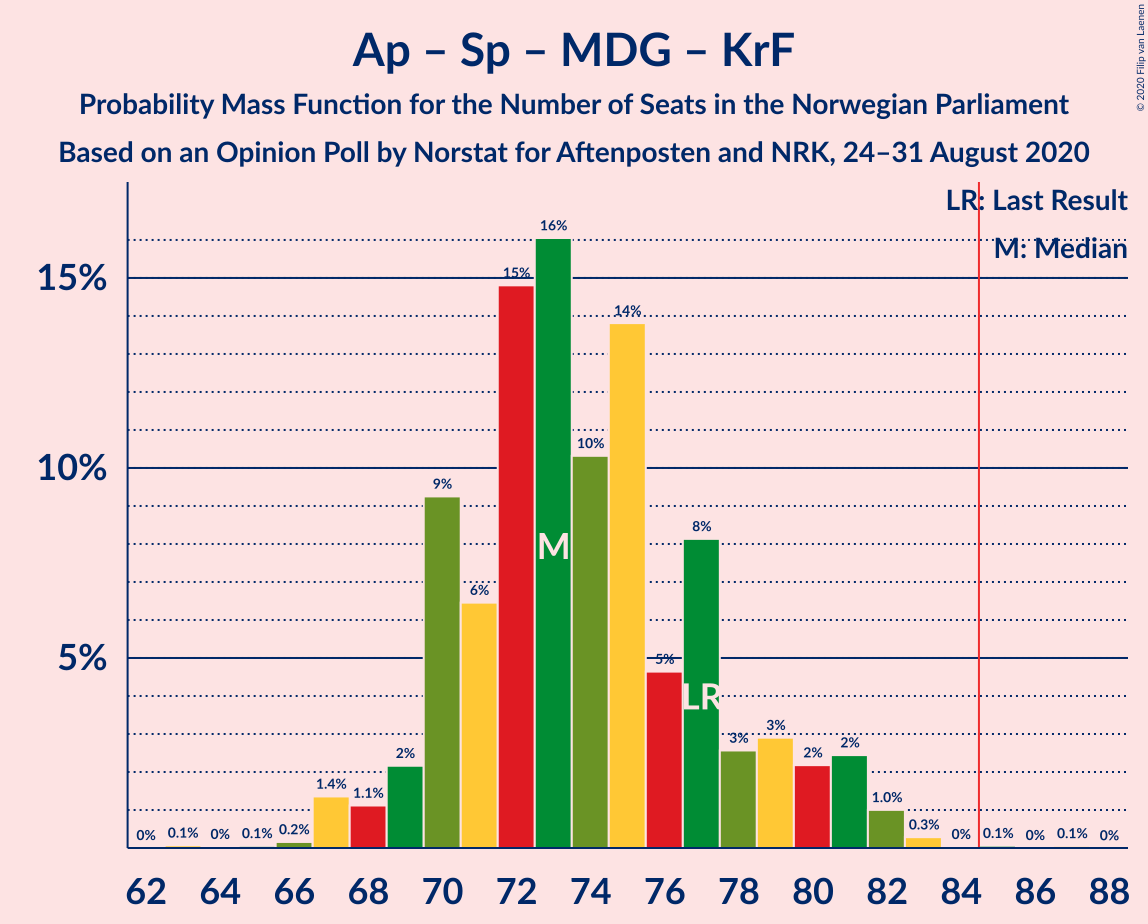 Ap – Sp – MDG – KrF
Probability Mass Function for the Number of Seats in the Norwegian Parliament
Based on an Opinion Poll by Norstat for Aftenposten and NRK, 24–31 August 2020
© 2020 Filip van Laenen
LR: Last Result
M: Median
15%
10%
5%
0% 0.1% 0% 0.1% 0.2% 1.4% 1.1% 2% 9% 6% 15% 16% 10% 14% 5% 8% 3% 3% 2% 2% 1.0% 0.3% 0% 0.1% 0% 0.1% 0%
M
LR
62 64 66 68 70 72 74 76 78 80 82 84 86 88